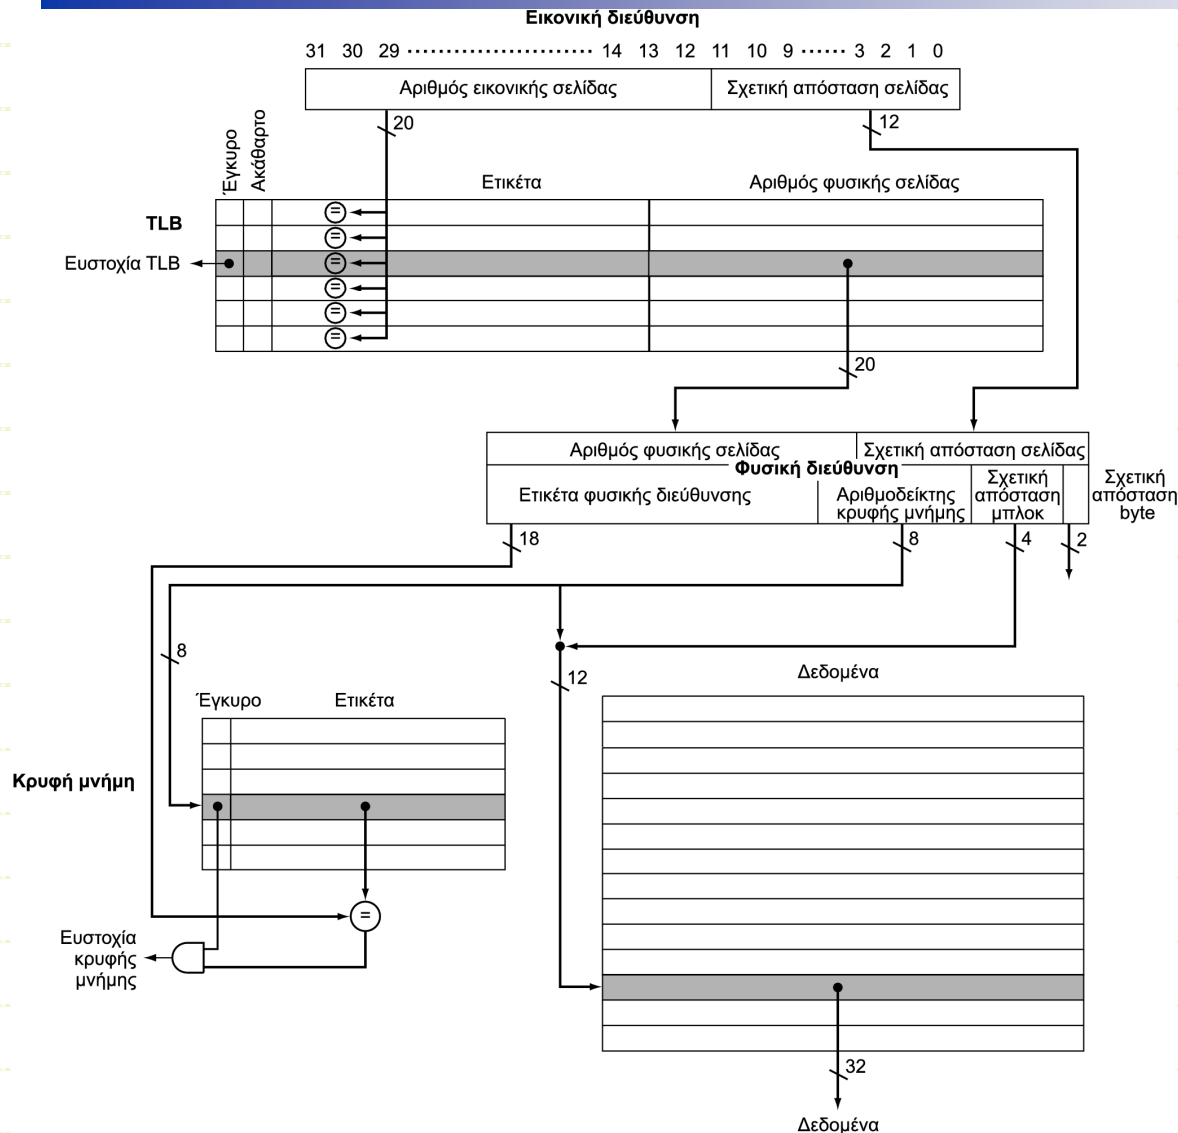 Εικονική διεύθυνση
31 30 29 ........................... 14 13 12 11 10 9 ...... 3 2 1 0
Αριθμός εικονικής σελίδας Σχετική απόσταση σελίδας
20 12
Έγκυρο
Ακάθαρτο
Ετικέτα Αριθμός φυσικής σελίδας
TLB
=
=
Ευστοχία TLB =
=
=
=
20
Αριθμός φυσικής σελίδας Σχετική απόσταση σελίδας
Φυσική διεύθυνση
Ετικέτα φυσικής διεύθυνσης
Αριθμοδείκτης
κρυφής μνήμης
Σχετική
απόσταση
μπλοκ
Σχετική
απόσταση
byte
18 8 4 2
8
12
Δεδομένα
Έγκυρο Ετικέτα
Κρυφή μνήμη
=
Ευστοχία
κρυφής
μνήμης
32
Δεδομένα